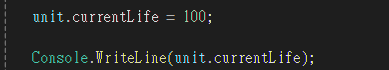 unit.currentLife = 100;
Console.WriteLine(unit.currentLife);